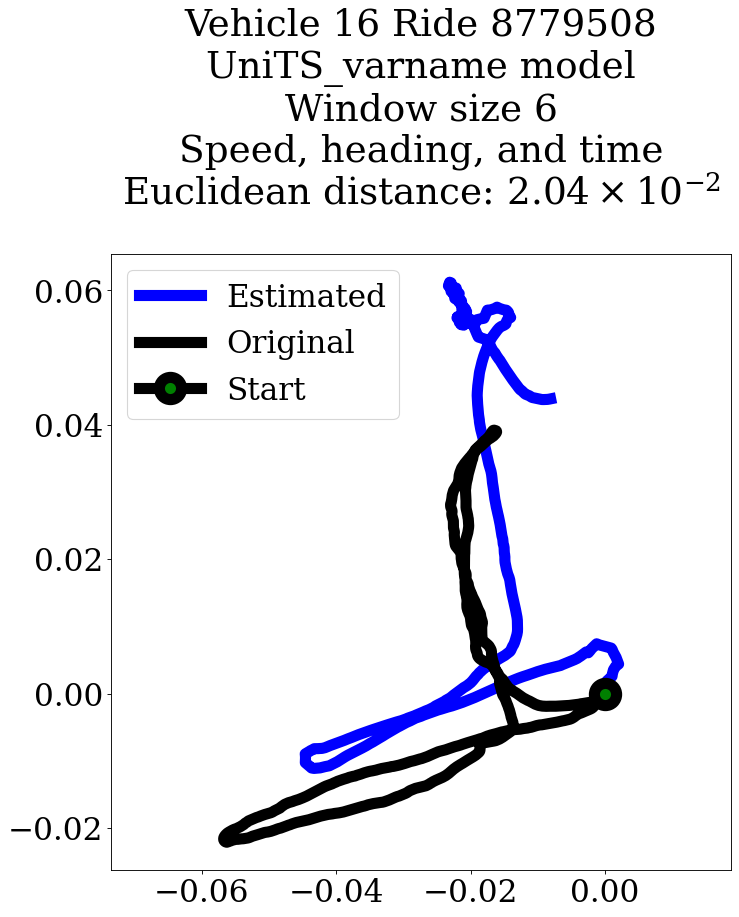 Vehicle 16 Ride 8779508
UniTS_varname model
Window size 6
Speed, heading, and time
Euclidean distance: 2.04 × 10⁻²
Estimated
Original
Start
0.06
0.04
0.02
0.00
−0.02
−0.06 −0.04 −0.02 0.00